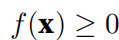 f(𝐱) ≥ 0